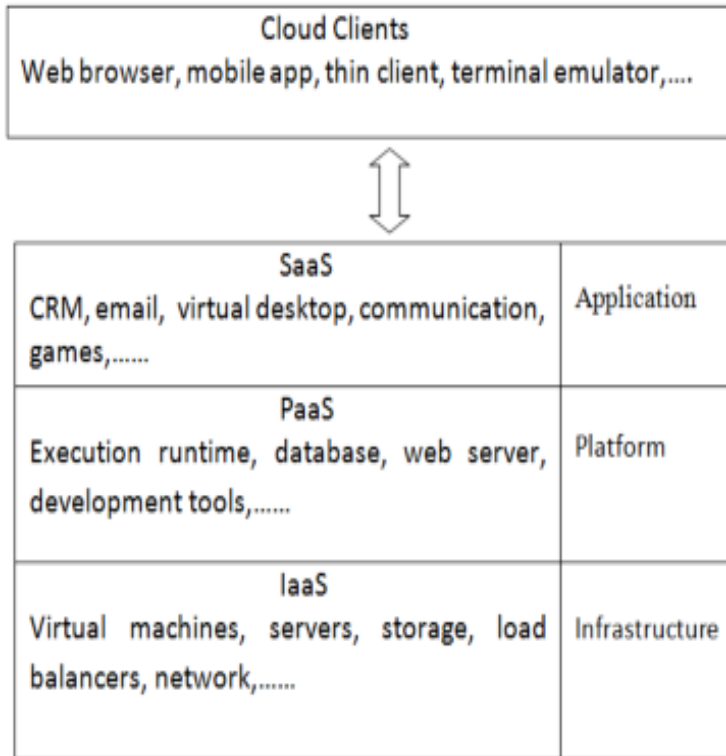 Cloud Clients
Web browser, mobile app, thin client, terminal emulator,....
SaaS
CRM, email, virtual desktop, communication,
games,......
Application
PaaS
Execution runtime, database, web server,
development tools,......
Platform
IaaS
Virtual machines, servers, storage, load
balancers, network,......
Infrastructure